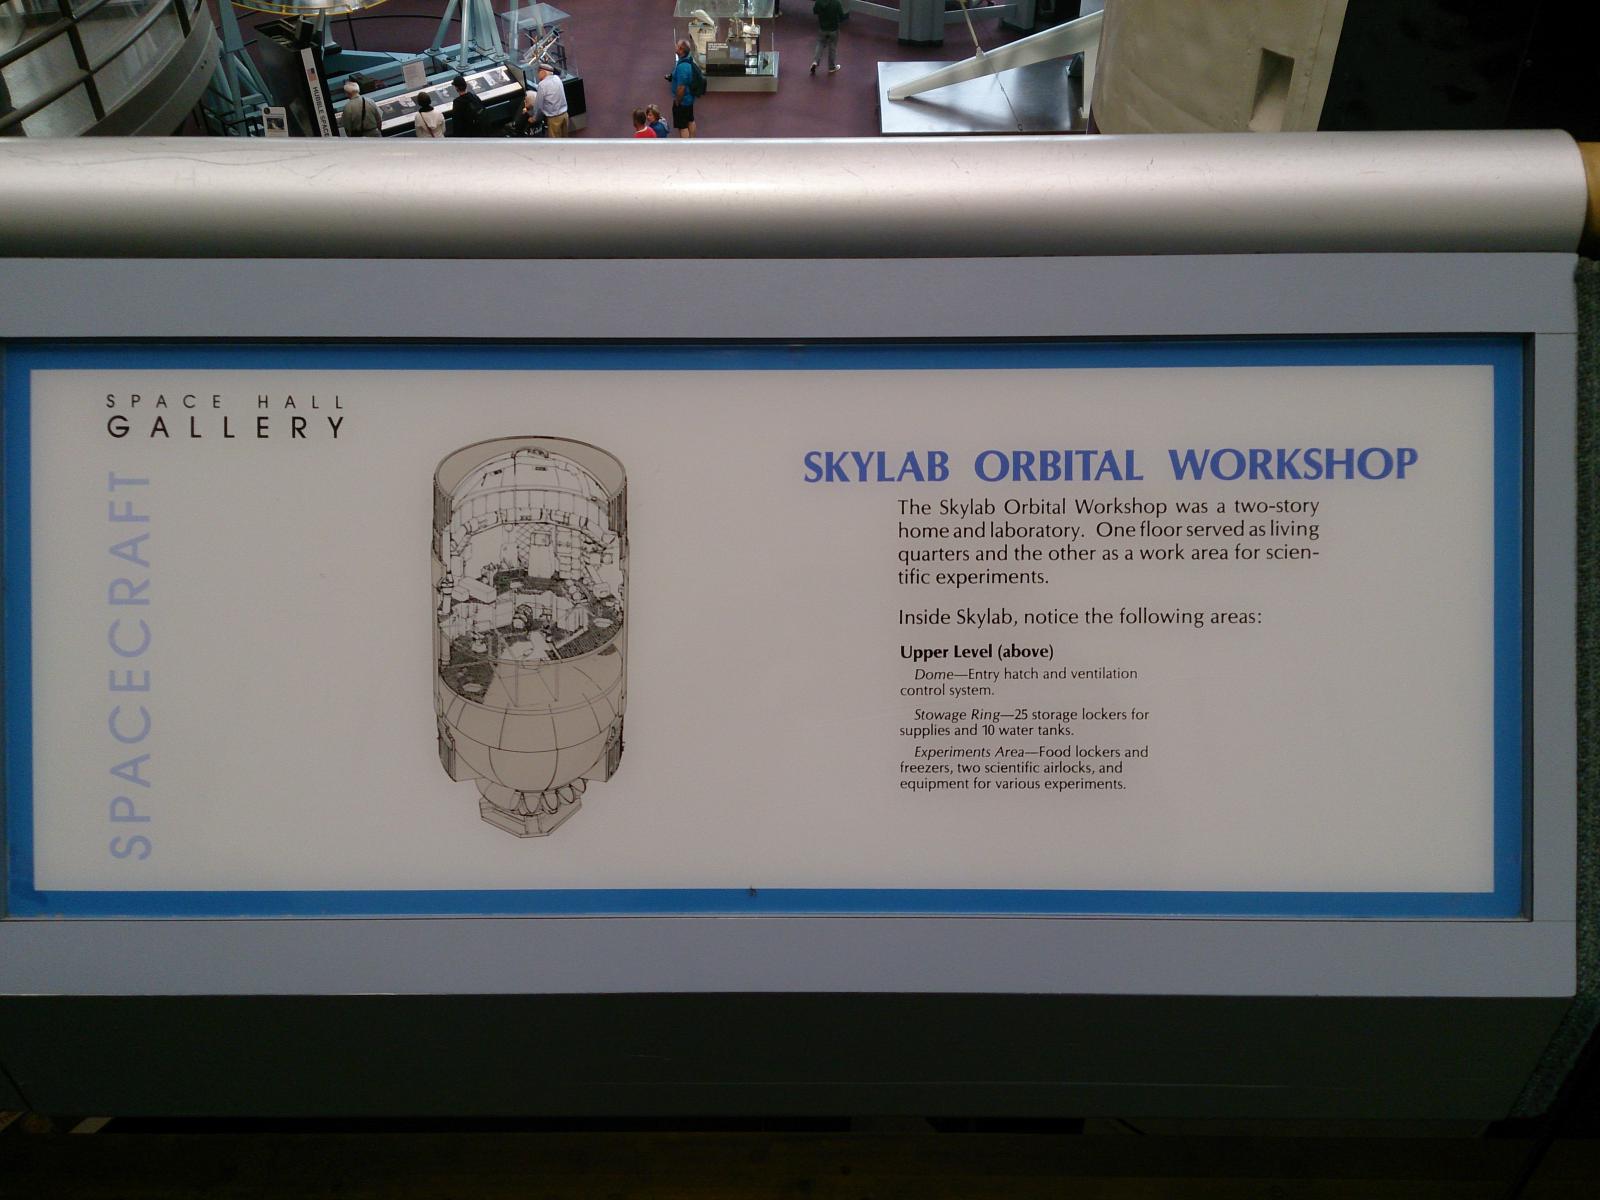 HUBBLE SPACE
SPACE HALL
GALLERY
SPACECRAFT
SKYLAB ORBITAL WORKSHOP
The Skylab Orbital Workshop was a two-story
home and laboratory. One floor served as living
quarters and the other as a work area for scien-
tific experiments.
Inside Skylab, notice the following areas:
Upper Level (above)
Dome—Entry hatch and ventilation
control system.
Stowage Ring—25 storage lockers for
supplies and 10 water tanks.
Experiments Area—Food lockers and
freezers, two scientific airlocks, and
equipment for various experiments.